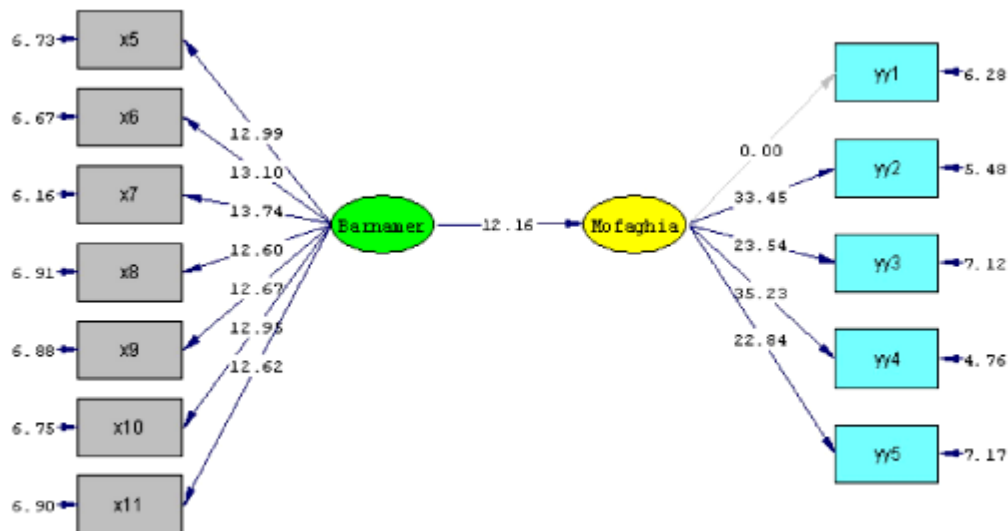 6.73
x5
6.67
x6
6.16
x7
6.91
x8
6.88
x9
6.75
x10
6.90
x11
12.99
13.10
13.74
12.60
12.67
12.95
12.62
Barnamer
12.16
Mofaghia
0.00
33.45
23.54
35.23
22.84
yy1
6.28
yy2
5.48
yy3
7.12
yy4
4.76
yy5
7.17